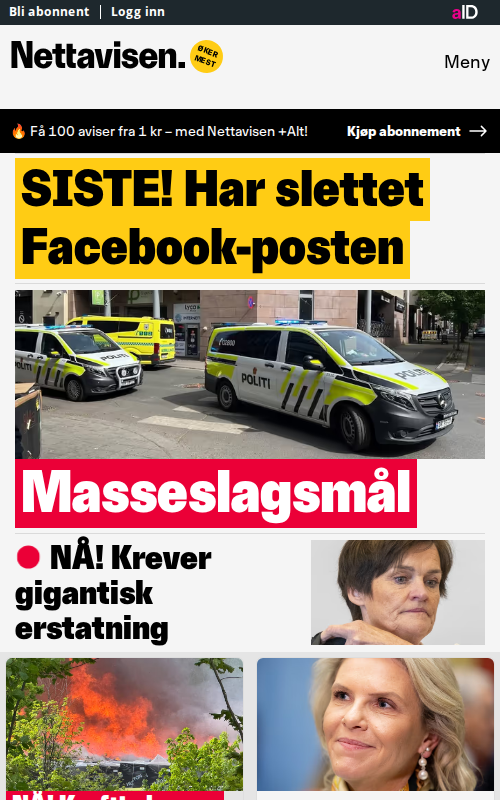 Bli abonnent
Logg inn
aID
Nettavisen.
ØKER
MEST
Meny
🔥 Få 100 aviser fra 1 kr – med Nettavisen +Alt!
Kjøp abonnement →
SISTE! Har slettet
Facebook-posten
POLITI
POLITI
Masseslagsmål
NÅ! Krever
gigantisk
erstatning